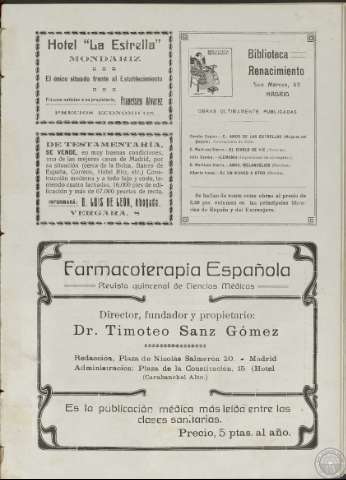 Hotel "La Estrella"
MONDARIZ
El único situado frente al Establecimiento
Francisco Alvarez
PRECIOS ECONÓMICOS
DE TESTAMENTARÍA,
SE VENDE, en muy buenas condiciones,
una de las mejores casas de Madrid, por
su situación (cerca de la Bolsa, Banco de
España, Correos, Hotel Ritz, etc.) Cons-
trucción moderna y a todo lujo y coste, te-
niendo cuatro fachadas, 16.000 pies de edi-
ficación y más de 67.000 pesetas de renta.
INFORMARÁ: D. LUIS DE LEÓN, Abogado.
VERGARA, 8
Biblioteca
Renacimiento
San Marcos, 42
MADRID
OBRAS ÚLTIMAMENTE PUBLICADAS
Se hallan de venta estas obras al precio de
3,50 pts. volumen en las principales libre-
rías de España y del Extranjero.
Farmacoterapia Española
Revista quincenal de Ciencias Médicas
Director, fundador y propietario:
Dr. Timoteo Sanz Gómez
Redacción, Plaza de Nicolás Salmerón 20. - Madrid
Administración: Plaza de la Constitución, 15 (Hotel
(Carabanchel Alto.)
Es la publicación médica más leída entre las
clases sanitarias.
Precio, 5 ptas. al año.